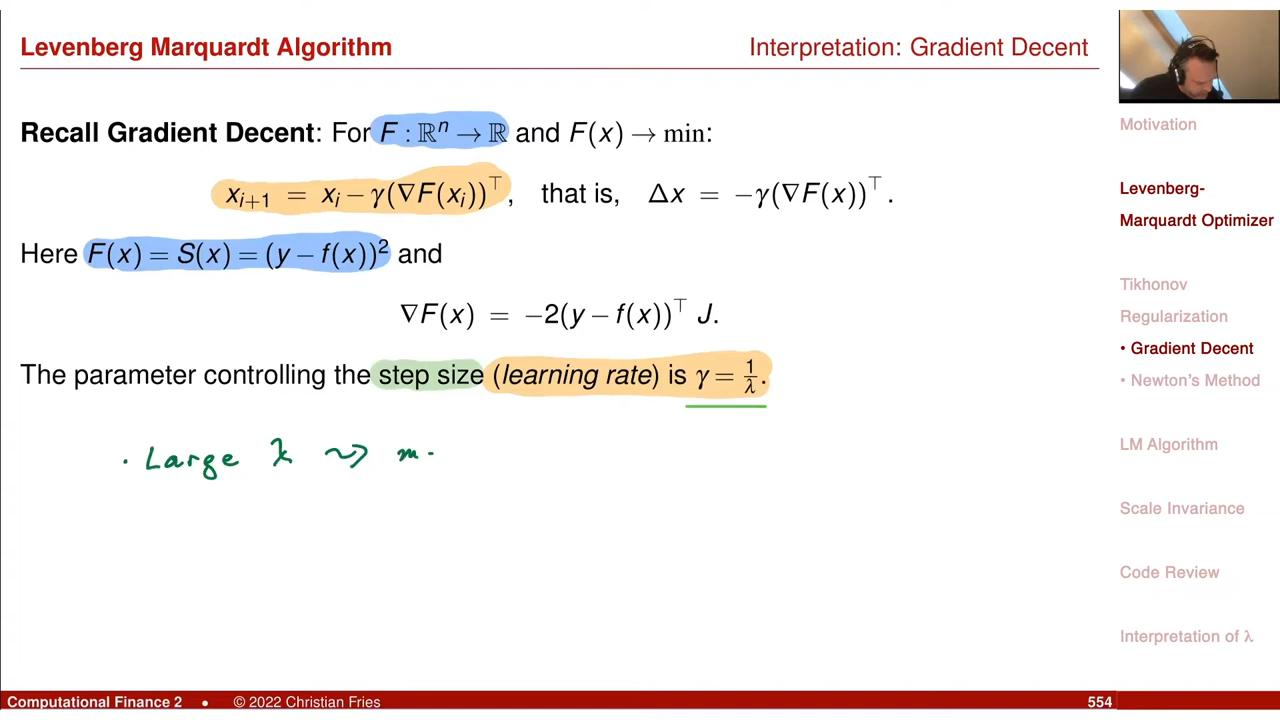 Levenberg Marquardt Algorithm
Interpretation: Gradient Decent
Recall Gradient Decent: For F : ℝⁿ → ℝ and F(x) → min:
xᵢ₊₁ = xᵢ − γ(∇F(xᵢ))^⊤, that is, Δx = −γ(∇F(x))^⊤.
Here F(x) = S(x) = (y − f(x))² and
∇F(x) = −2(y − f(x))^⊤ J.
The parameter controlling the step size (learning rate) is γ = 1/λ.
· Large λ ⇝
Motivation
Levenberg-
Marquardt Optimizer
Tikhonov
Regularization
• Gradient Decent
• Newton's Method
LM Algorithm
Scale Invariance
Code Review
Interpretation of λ
Computational Finance 2 • © 2022 Christian Fries
554